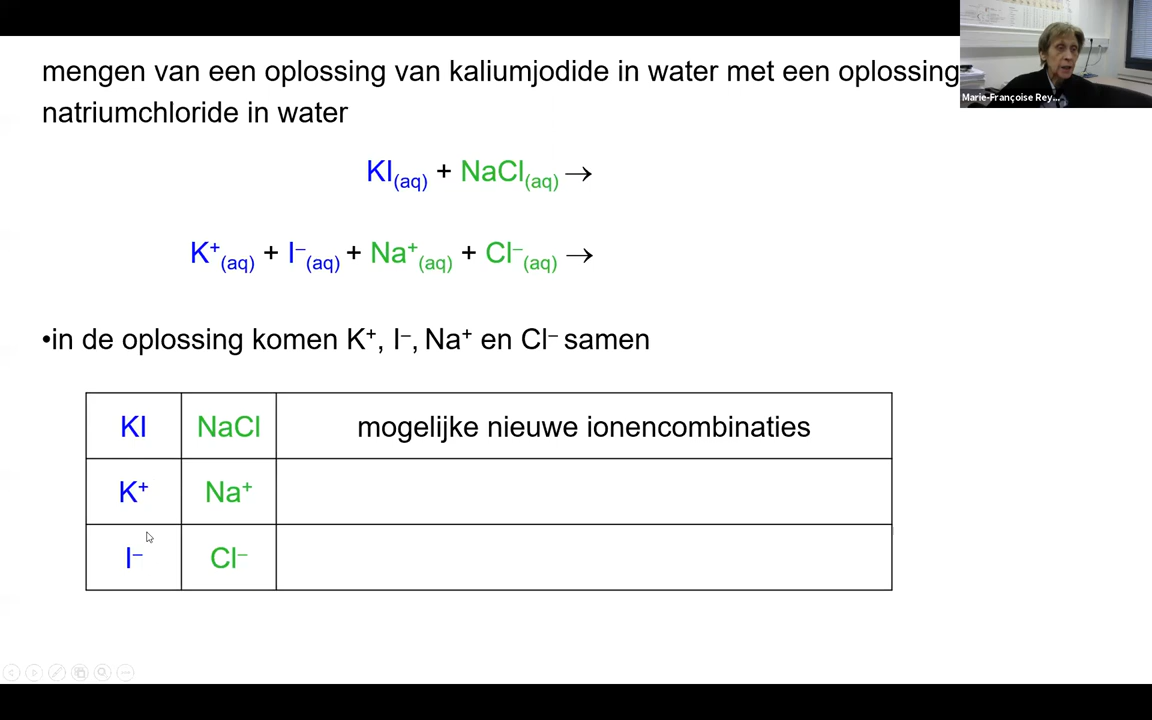 mengen van een oplossing van kaliumjodide in water met een oplossing
natriumchloride in water
KI(aq) + NaCl(aq) →
K⁺(aq) + I⁻(aq) + Na⁺(aq) + Cl⁻(aq) →
•in de oplossing komen K⁺, I⁻, Na⁺ en Cl⁻ samen
KI NaCl mogelijke nieuwe ionencombinaties
K⁺ Na⁺
I⁻ Cl⁻
Marie-Françoise Rey...